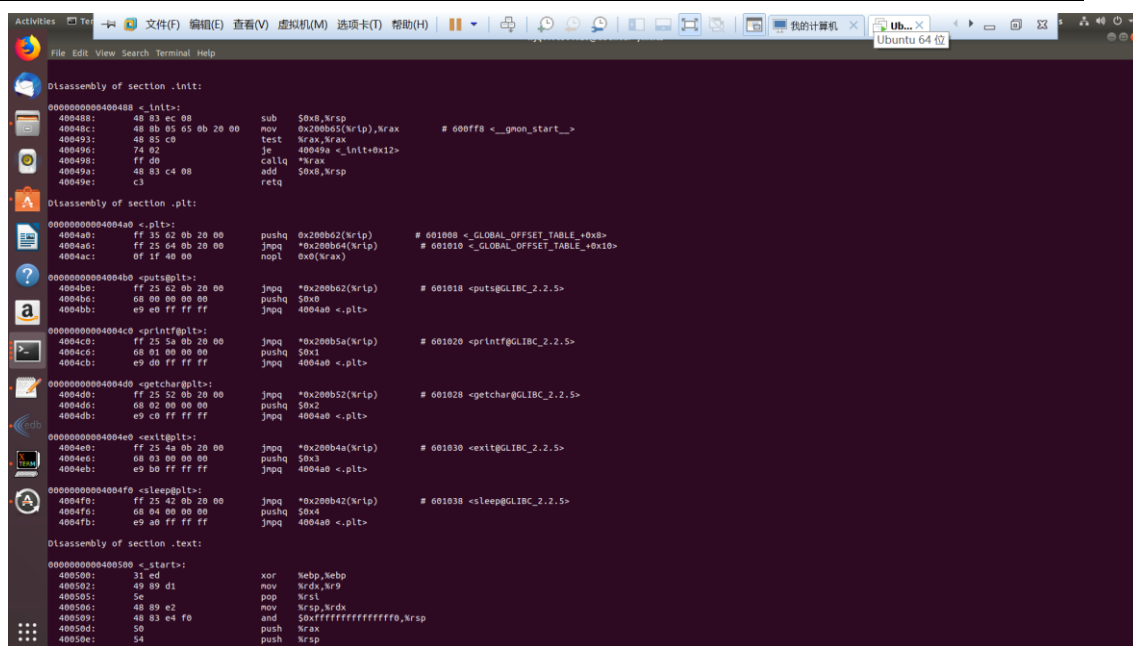 Activities Ter 文件(F) 编辑(E) 查看(V) 虚拟机(M) 选项卡(T) 帮助(H) 我的计算机 Ub...
Ubuntu 64 位
File Edit View Search Terminal Help
Disassembly of section .init:
0000000000400488 <_init>:
400488: 48 83 ec 08 sub $0x8,%rsp
40048c: 48 8b 05 65 0b 20 00 mov 0x200b65(%rip),%rax # 600ff8 <__gmon_start__>
400493: 48 85 c0 test %rax,%rax
400496: 74 02 je 40049a <_init+0x12>
400498: ff d0 callq *%rax
40049a: 48 83 c4 08 add $0x8,%rsp
40049e: c3 retq
Disassembly of section .plt:
00000000004004a0 <.plt>:
4004a0: ff 35 62 0b 20 00 pushq 0x200b62(%rip) # 601008 <_GLOBAL_OFFSET_TABLE_+0x8>
4004a6: ff 25 64 0b 20 00 jmpq *0x200b64(%rip) # 601010 <_GLOBAL_OFFSET_TABLE_+0x10>
4004ac: 0f 1f 40 00 nopl 0x0(%rax)
00000000004004b0 <puts@plt>:
4004b0: ff 25 62 0b 20 00 jmpq *0x200b62(%rip) # 601018 <puts@GLIBC_2.2.5>
4004b6: 68 00 00 00 00 pushq $0x0
4004bb: e9 e0 ff ff ff jmpq 4004a0 <.plt>
00000000004004c0 <printf@plt>:
4004c0: ff 25 5a 0b 20 00 jmpq *0x200b5a(%rip) # 601020 <printf@GLIBC_2.2.5>
4004c6: 68 01 00 00 00 pushq $0x1
4004cb: e9 d0 ff ff ff jmpq 4004a0 <.plt>
00000000004004d0 <getchar@plt>:
4004d0: ff 25 52 0b 20 00 jmpq *0x200b52(%rip) # 601028 <getchar@GLIBC_2.2.5>
4004d6: 68 02 00 00 00 pushq $0x2
4004db: e9 c0 ff ff ff jmpq 4004a0 <.plt>
00000000004004e0 <exit@plt>:
4004e0: ff 25 4a 0b 20 00 jmpq *0x200b4a(%rip) # 601030 <exit@GLIBC_2.2.5>
4004e6: 68 03 00 00 00 pushq $0x3
4004eb: e9 b0 ff ff ff jmpq 4004a0 <.plt>
00000000004004f0 <sleep@plt>:
4004f0: ff 25 42 0b 20 00 jmpq *0x200b42(%rip) # 601038 <sleep@GLIBC_2.2.5>
4004f6: 68 04 00 00 00 pushq $0x4
4004fb: e9 a0 ff ff ff jmpq 4004a0 <.plt>
Disassembly of section .text:
0000000000400500 <_start>:
400500: 31 ed xor %ebp,%ebp
400502: 49 89 d1 mov %rdx,%r9
400505: 5e pop %rsi
400506: 48 89 e2 mov %rsp,%rdx
400509: 48 83 e4 f0 and $0xfffffffffffffff0,%rsp
40050d: 50 push %rax
40050e: 54 push %rsp